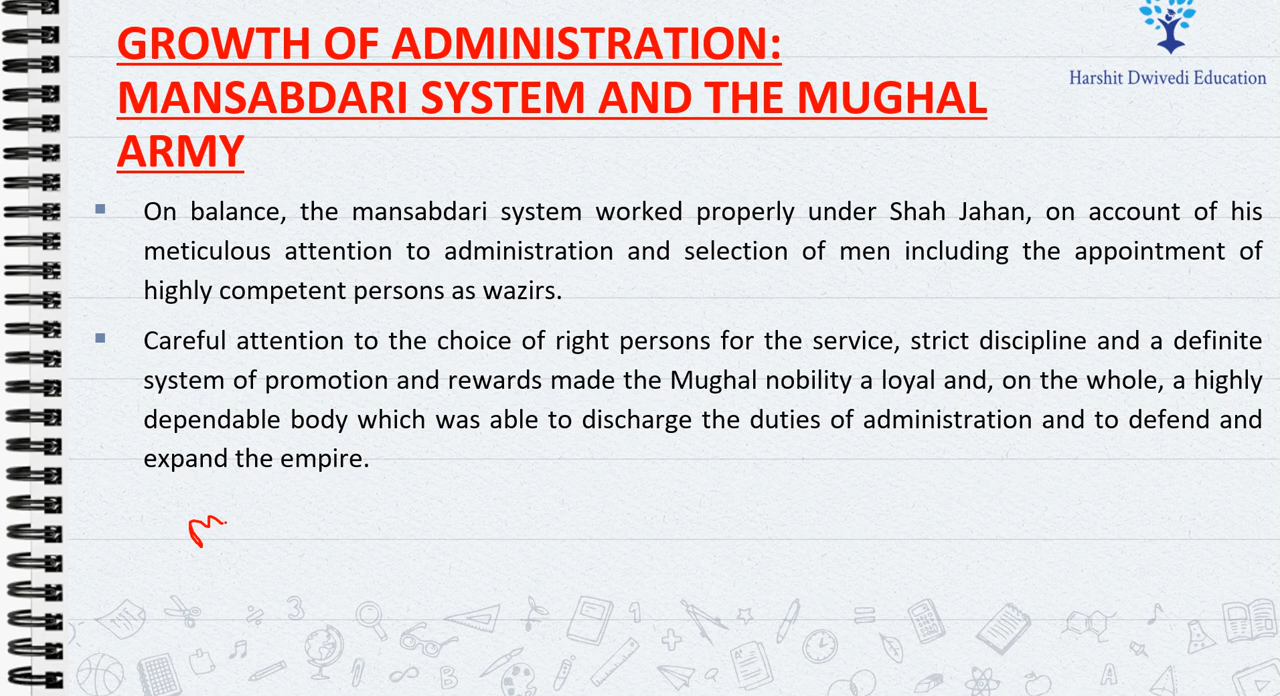 GROWTH OF ADMINISTRATION:
Harshit Dwivedi Education
MANSABDARI SYSTEM AND THE MUGHAL
ARMY
On balance, the mansabdari system worked properly under Shah Jahan, on account of his
meticulous attention to administration and selection of men including the appointment of
highly competent persons as wazirs.
Careful attention to the choice of right persons for the service, strict discipline and a definite
system of promotion and rewards made the Mughal nobility a loyal and, on the whole, a highly
dependable body which was able to discharge the duties of administration and to defend and
expand the empire.